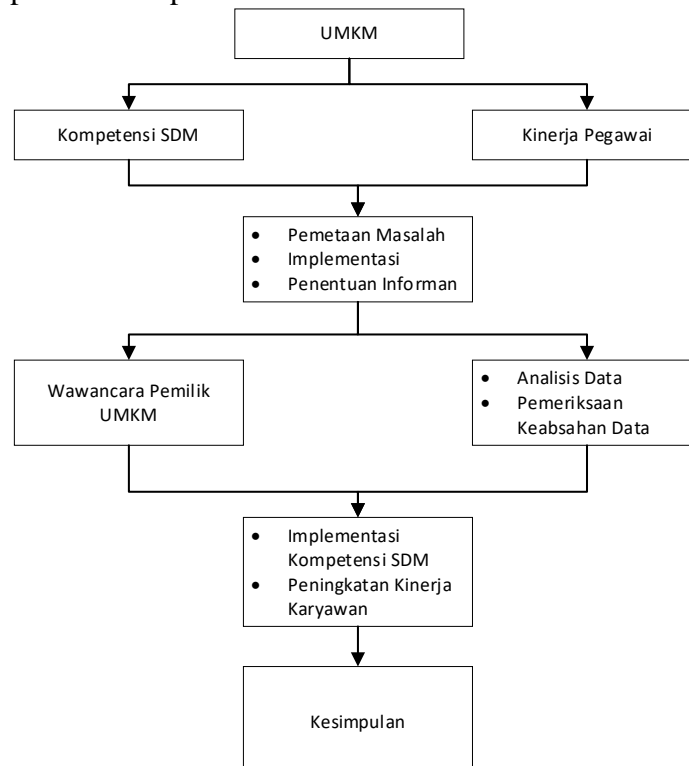 UMKM
Kompetensi SDM
Kinerja Pegawai
• Pemetaan Masalah
• Implementasi
• Penentuan Informan
Wawancara Pemilik
UMKM
• Analisis Data
• Pemeriksaan
Keabsahan Data
• Implementasi
Kompetensi SDM
• Peningkatan Kinerja
Karyawan
Kesimpulan